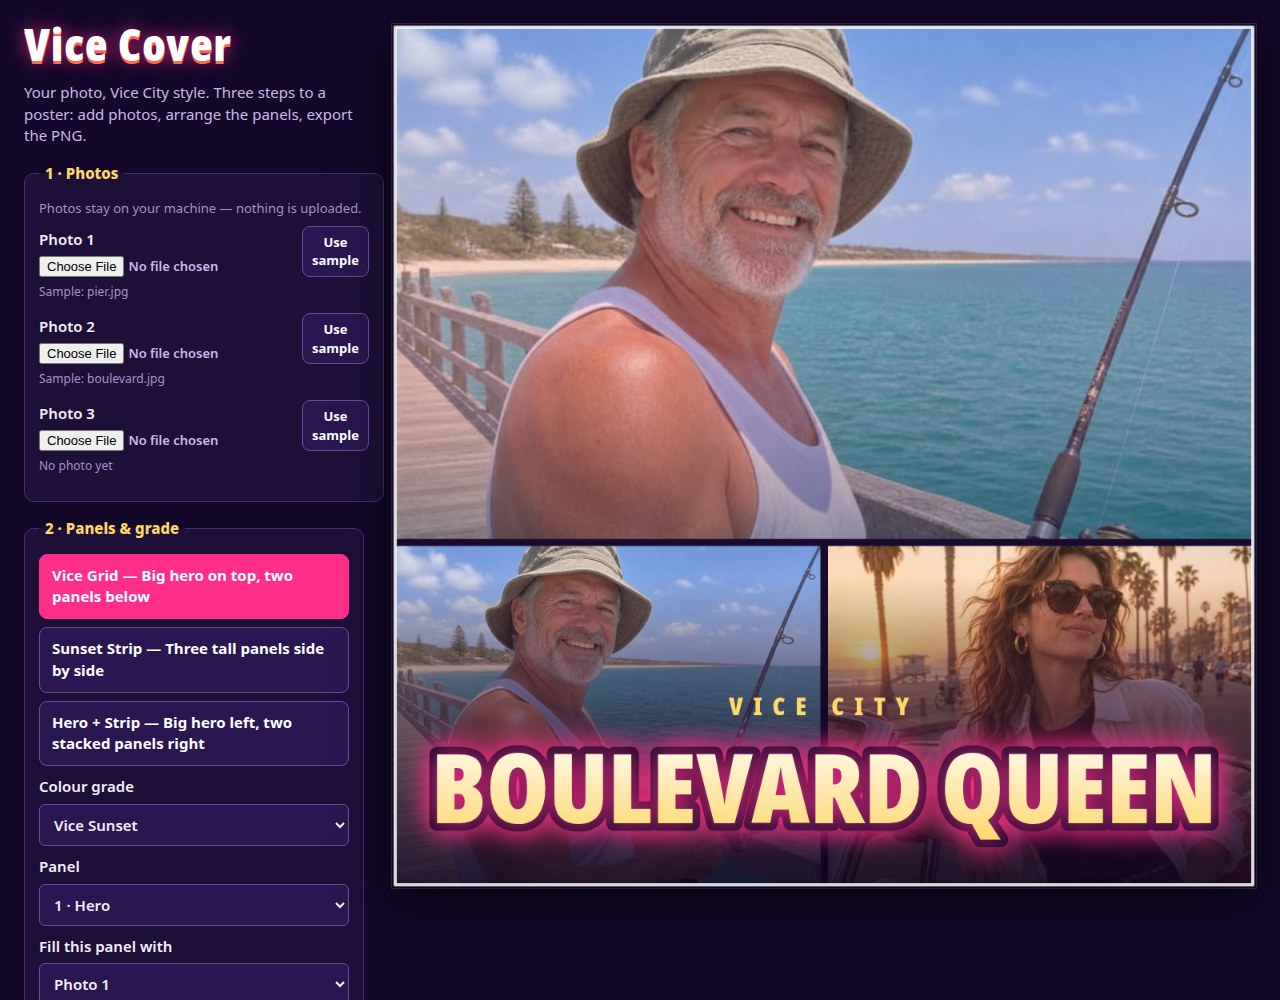 Vice Cover
Your photo, Vice City style. Three steps to a
poster: add photos, arrange the panels, export
the PNG.
1 · Photos
Photos stay on your machine — nothing is uploaded.
Photo 1
Use
sample
Choose File No file chosen
Sample: pier.jpg
Photo 2
Use
sample
Choose File No file chosen
Sample: boulevard.jpg
Photo 3
Use
sample
Choose File No file chosen
No photo yet
2 · Panels & grade
Vice Grid — Big hero on top, two
panels below
Sunset Strip — Three tall panels side
by side
Hero + Strip — Big hero left, two
stacked panels right
Colour grade
Vice Sunset
Panel
1 · Hero
Fill this panel with
Photo 1
VICE CITY
BOULEVARD QUEEN